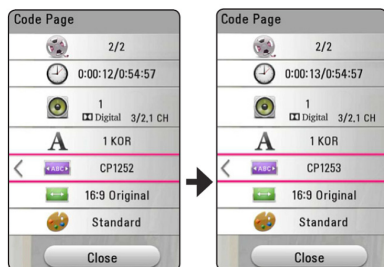 Code Page
2/2
0:00:12/0:54:57
1
Digital 3/2.1 CH
A 1 KOR
ABC CP1252
16:9 Original
Standard
Close
Code Page
2/2
0:00:13/0:54:57
1
Digital 3/2.1 CH
A 1 KOR
ABC CP1253
16:9 Original
Standard
Close